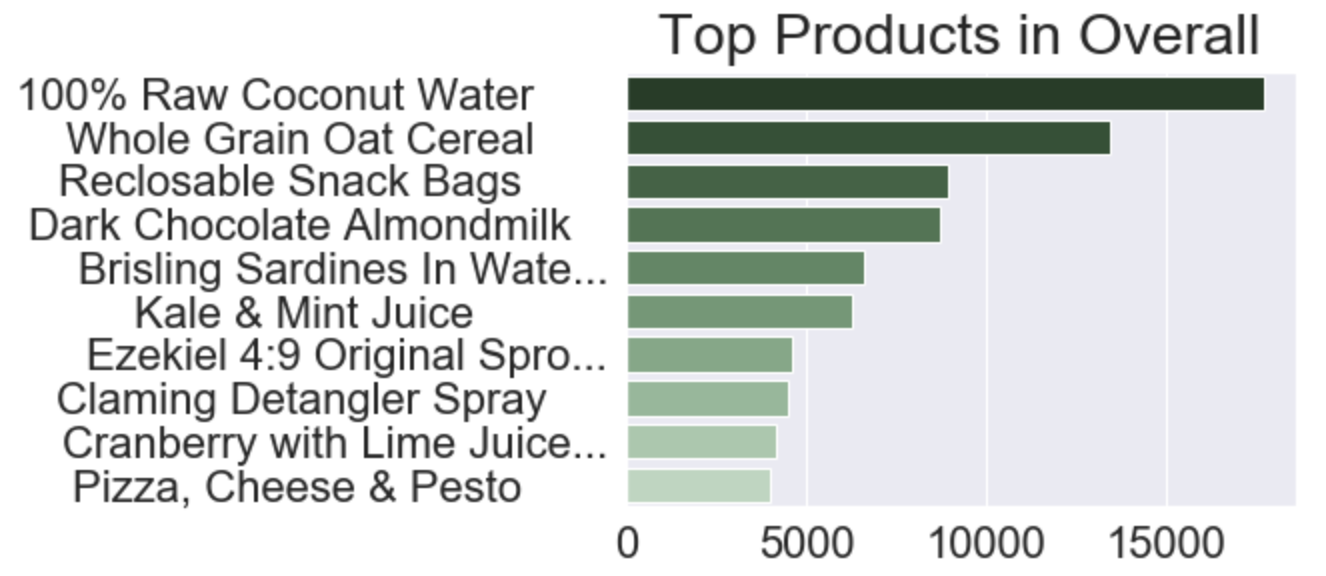 Top Products in Overall
100% Raw Coconut Water
Whole Grain Oat Cereal
Reclosable Snack Bags
Dark Chocolate Almondmilk
Brisling Sardines In Wate...
Kale & Mint Juice
Ezekiel 4:9 Original Spro...
Claming Detangler Spray
Cranberry with Lime Juice...
Pizza, Cheese & Pesto
0 5000 10000 15000